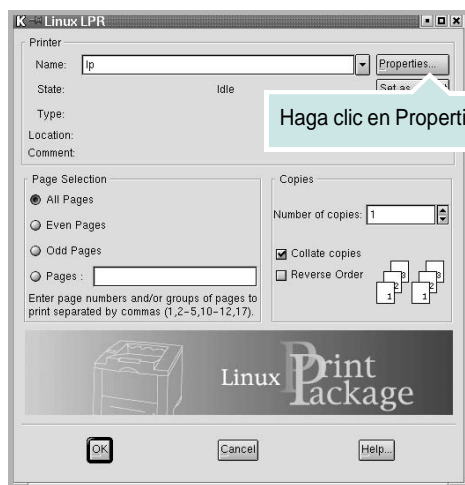 Linux LPR
Printer
Name: lp Properties...
State: Idle
Haga clic en Properti
Type:
Location:
Comment:
Page Selection
All Pages
Even Pages
Odd Pages
Pages :
Enter page numbers and/or groups of pages to
print separated by commas (1,2-5,10-12,17).
Copies
Number of copies: 1
Collate copies
Reverse Order
Linux Print
Package
OK Cancel Help...